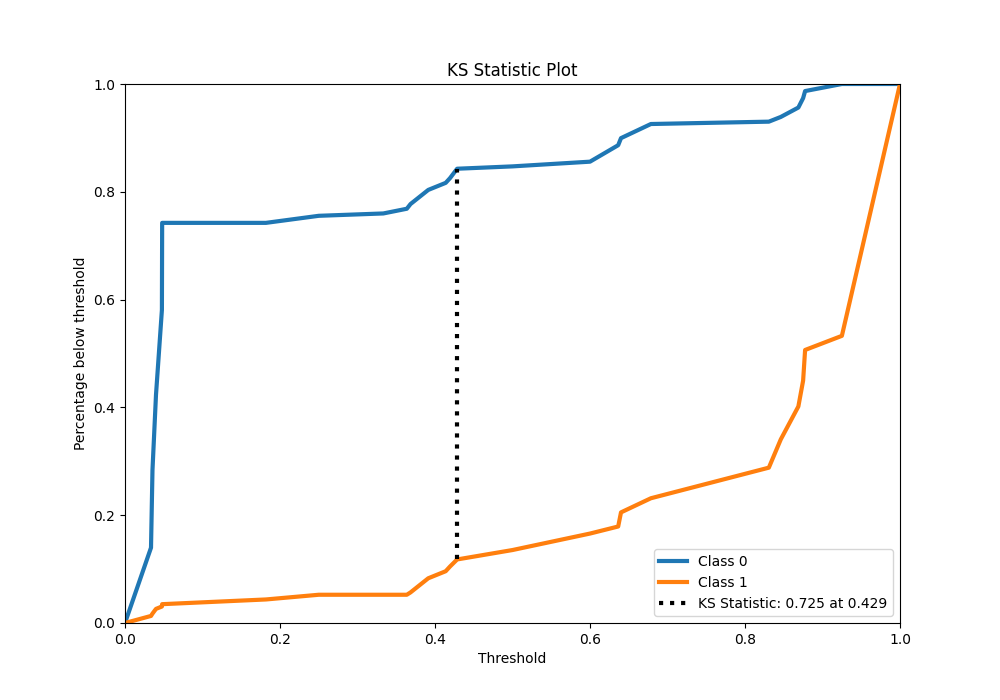 KS Statistic Plot
1.0
0.8
0.6
0.4
0.2
0.0
Percentage below threshold
0.0 0.2 0.4 0.6 0.8 1.0
Threshold
Class 0
Class 1
KS Statistic: 0.725 at 0.429